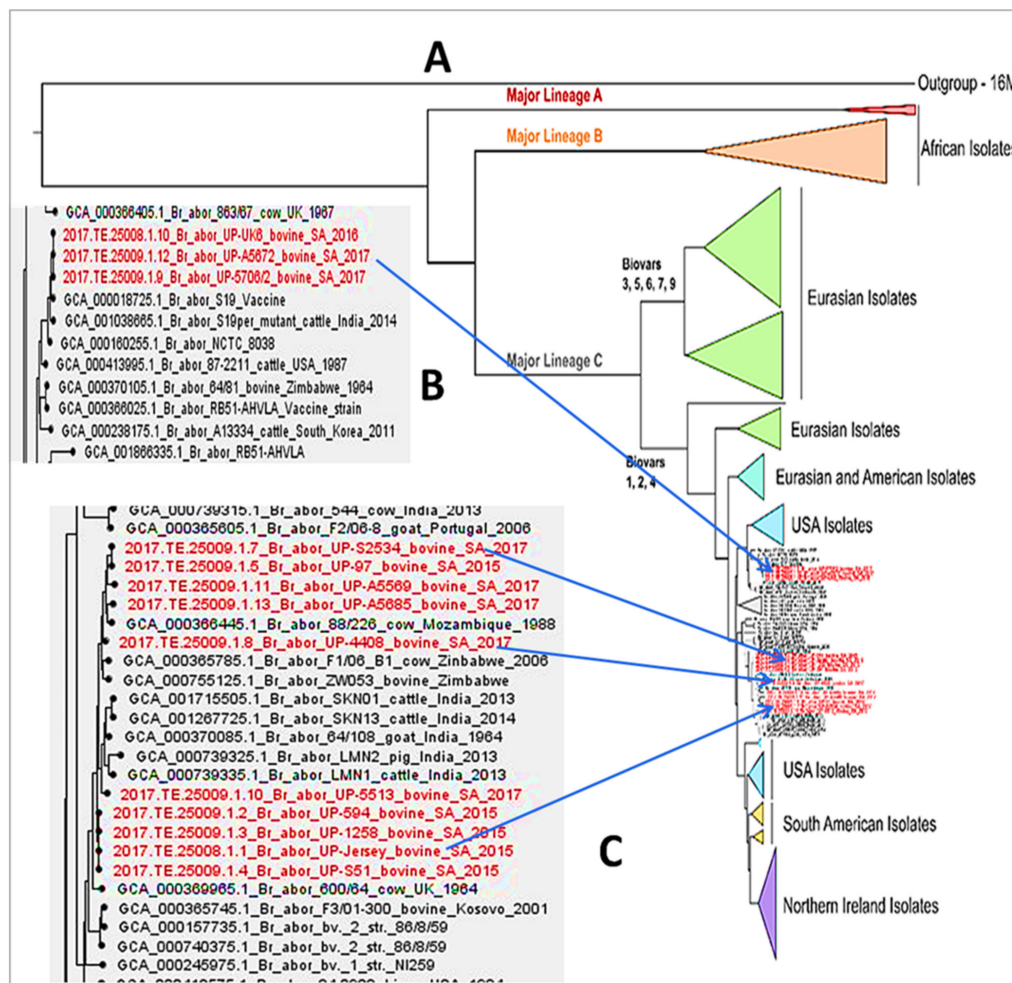 A
Outgroup - 16M
Major Lineage A
Major Lineage B
African Isolates
GCA_000366405.1_Br_abor_863/67_cow_UK_1967
2017.TE.25008.1.10_Br_abor_UP-UK6_bovine_SA_2016
2017.TE.25009.1.12_Br_abor_UP-A5672_bovine_SA_2017
2017.TE.25009.1.9_Br_abor_UP-5706/2_bovine_SA_2017
GCA_000018725.1_Br_abor_S19_Vaccine
GCA_001038665.1_Br_abor_S19per_mutant_cattle_India_2014
GCA_000160255.1_Br_abor_NCTC_8038
GCA_000413995.1_Br_abor_87-2211_cattle_USA_1987
GCA_000370105.1_Br_abor_64/81_bovine_Zimbabwe_1964
GCA_000366025.1_Br_abor_RB51-AHVLA_Vaccine_strain
GCA_000238175.1_Br_abor_A13334_cattle_South_Korea_2011
GCA_001866335.1_Br_abor_RB51-AHVLA
B
Biovars
3, 5, 6, 7, 9
Eurasian Isolates
Major Lineage C
Eurasian Isolates
Biovars
1, 2, 4
Eurasian and American Isolates
USA Isolates
GCA_000739315.1_Br_abor_544_cow_India_2013
GCA_000365605.1_Br_abor_F2/06-8_goat_Portugal_2006
2017.TE.25009.1.7_Br_abor_UP-S2534_bovine_SA_2017
2017.TE.25009.1.5_Br_abor_UP-97_bovine_SA_2015
2017.TE.25009.1.11_Br_abor_UP-A5569_bovine_SA_2017
2017.TE.25009.1.13_Br_abor_UP-A5685_bovine_SA_2017
GCA_000366445.1_Br_abor_88/226_cow_Mozambique_1988
2017.TE.25009.1.8_Br_abor_UP-4408_bovine_SA_2017
GCA_000365785.1_Br_abor_F1/06_B1_cow_Zimbabwe_2006
GCA_000755125.1_Br_abor_ZW053_bovine_Zimbabwe
GCA_001715505.1_Br_abor_SKN01_cattle_India_2013
GCA_001267725.1_Br_abor_SKN13_cattle_India_2014
GCA_000370085.1_Br_abor_64/108_goat_India_1964
GCA_000739325.1_Br_abor_LMN2_pig_India_2013
GCA_000739335.1_Br_abor_LMN1_cattle_India_2013
2017.TE.25009.1.10_Br_abor_UP-5513_bovine_SA_2017
2017.TE.25009.1.2_Br_abor_UP-594_bovine_SA_2015
2017.TE.25009.1.3_Br_abor_UP-1258_bovine_SA_2015
2017.TE.25008.1.1_Br_abor_UP-Jersey_bovine_SA_2015
2017.TE.25009.1.4_Br_abor_UP-S51_bovine_SA_2015
GCA_000369965.1_Br_abor_600/64_cow_UK_1964
GCA_000365745.1_Br_abor_F3/01-300_bovine_Kosovo_2001
GCA_000157735.1_Br_abor_bv._2_str._86/8/59
GCA_000740375.1_Br_abor_bv._2_str._86/8/59
GCA_000245975.1_Br_abor_bv._1_str._NI259
USA Isolates
South American Isolates
C
Northern Ireland Isolates